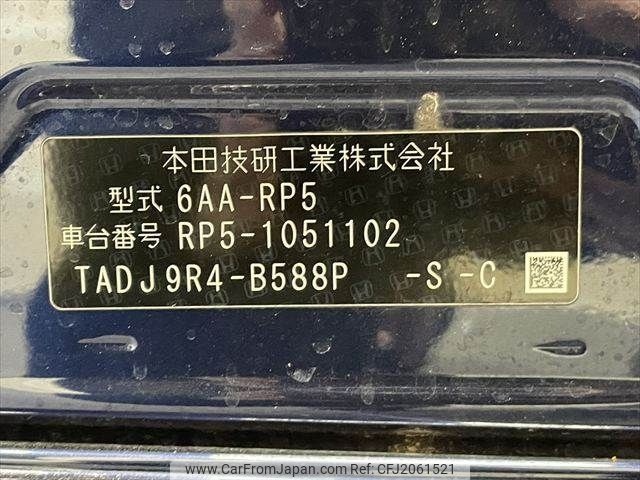 本田技研工業株式会社
型式 6AA-RP5
車台番号 RP5-1051102
TADJ9R4-B588P -S -C
www.CarFromJapan.com CFJ2061521